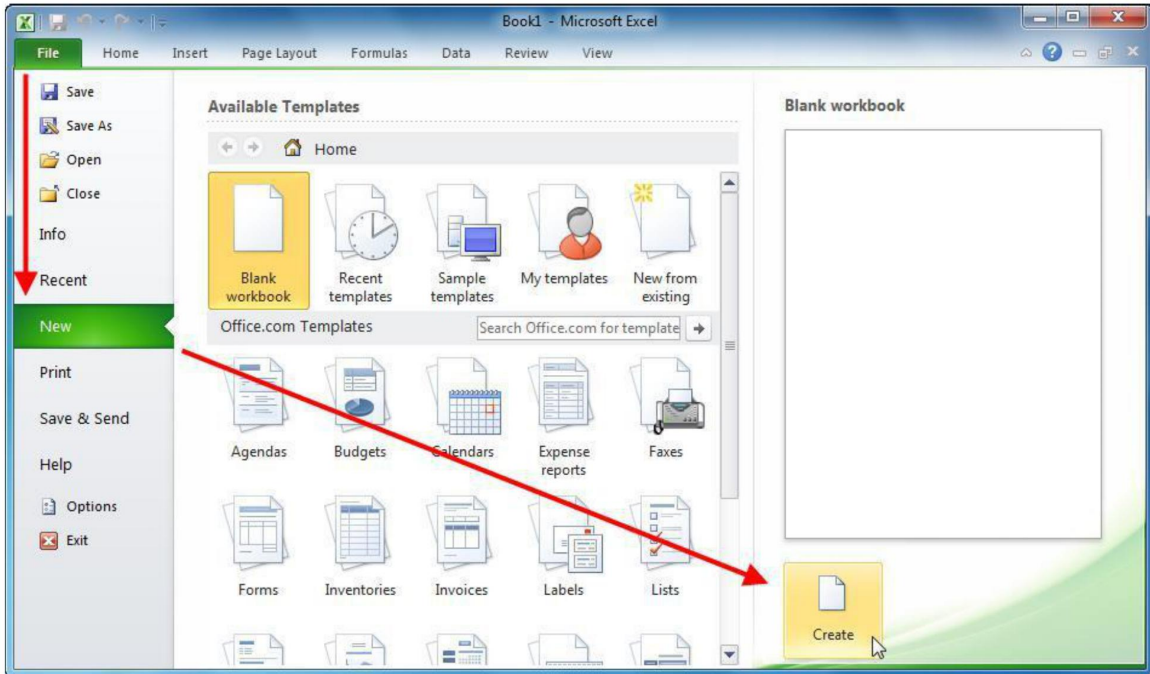 Book1 - Microsoft Excel
File Home Insert Page Layout Formulas Data Review View
Save
Save As
Open
Close
Info
Recent
New
Print
Save & Send
Help
Options
Exit
Available Templates
Home
Blank workbook
Recent templates
Sample templates
My templates
New from existing
Office.com Templates
Search Office.com for template
Agendas
Budgets
Calendars
Expense reports
Faxes
Forms
Inventories
Invoices
Labels
Lists
Blank workbook
Create